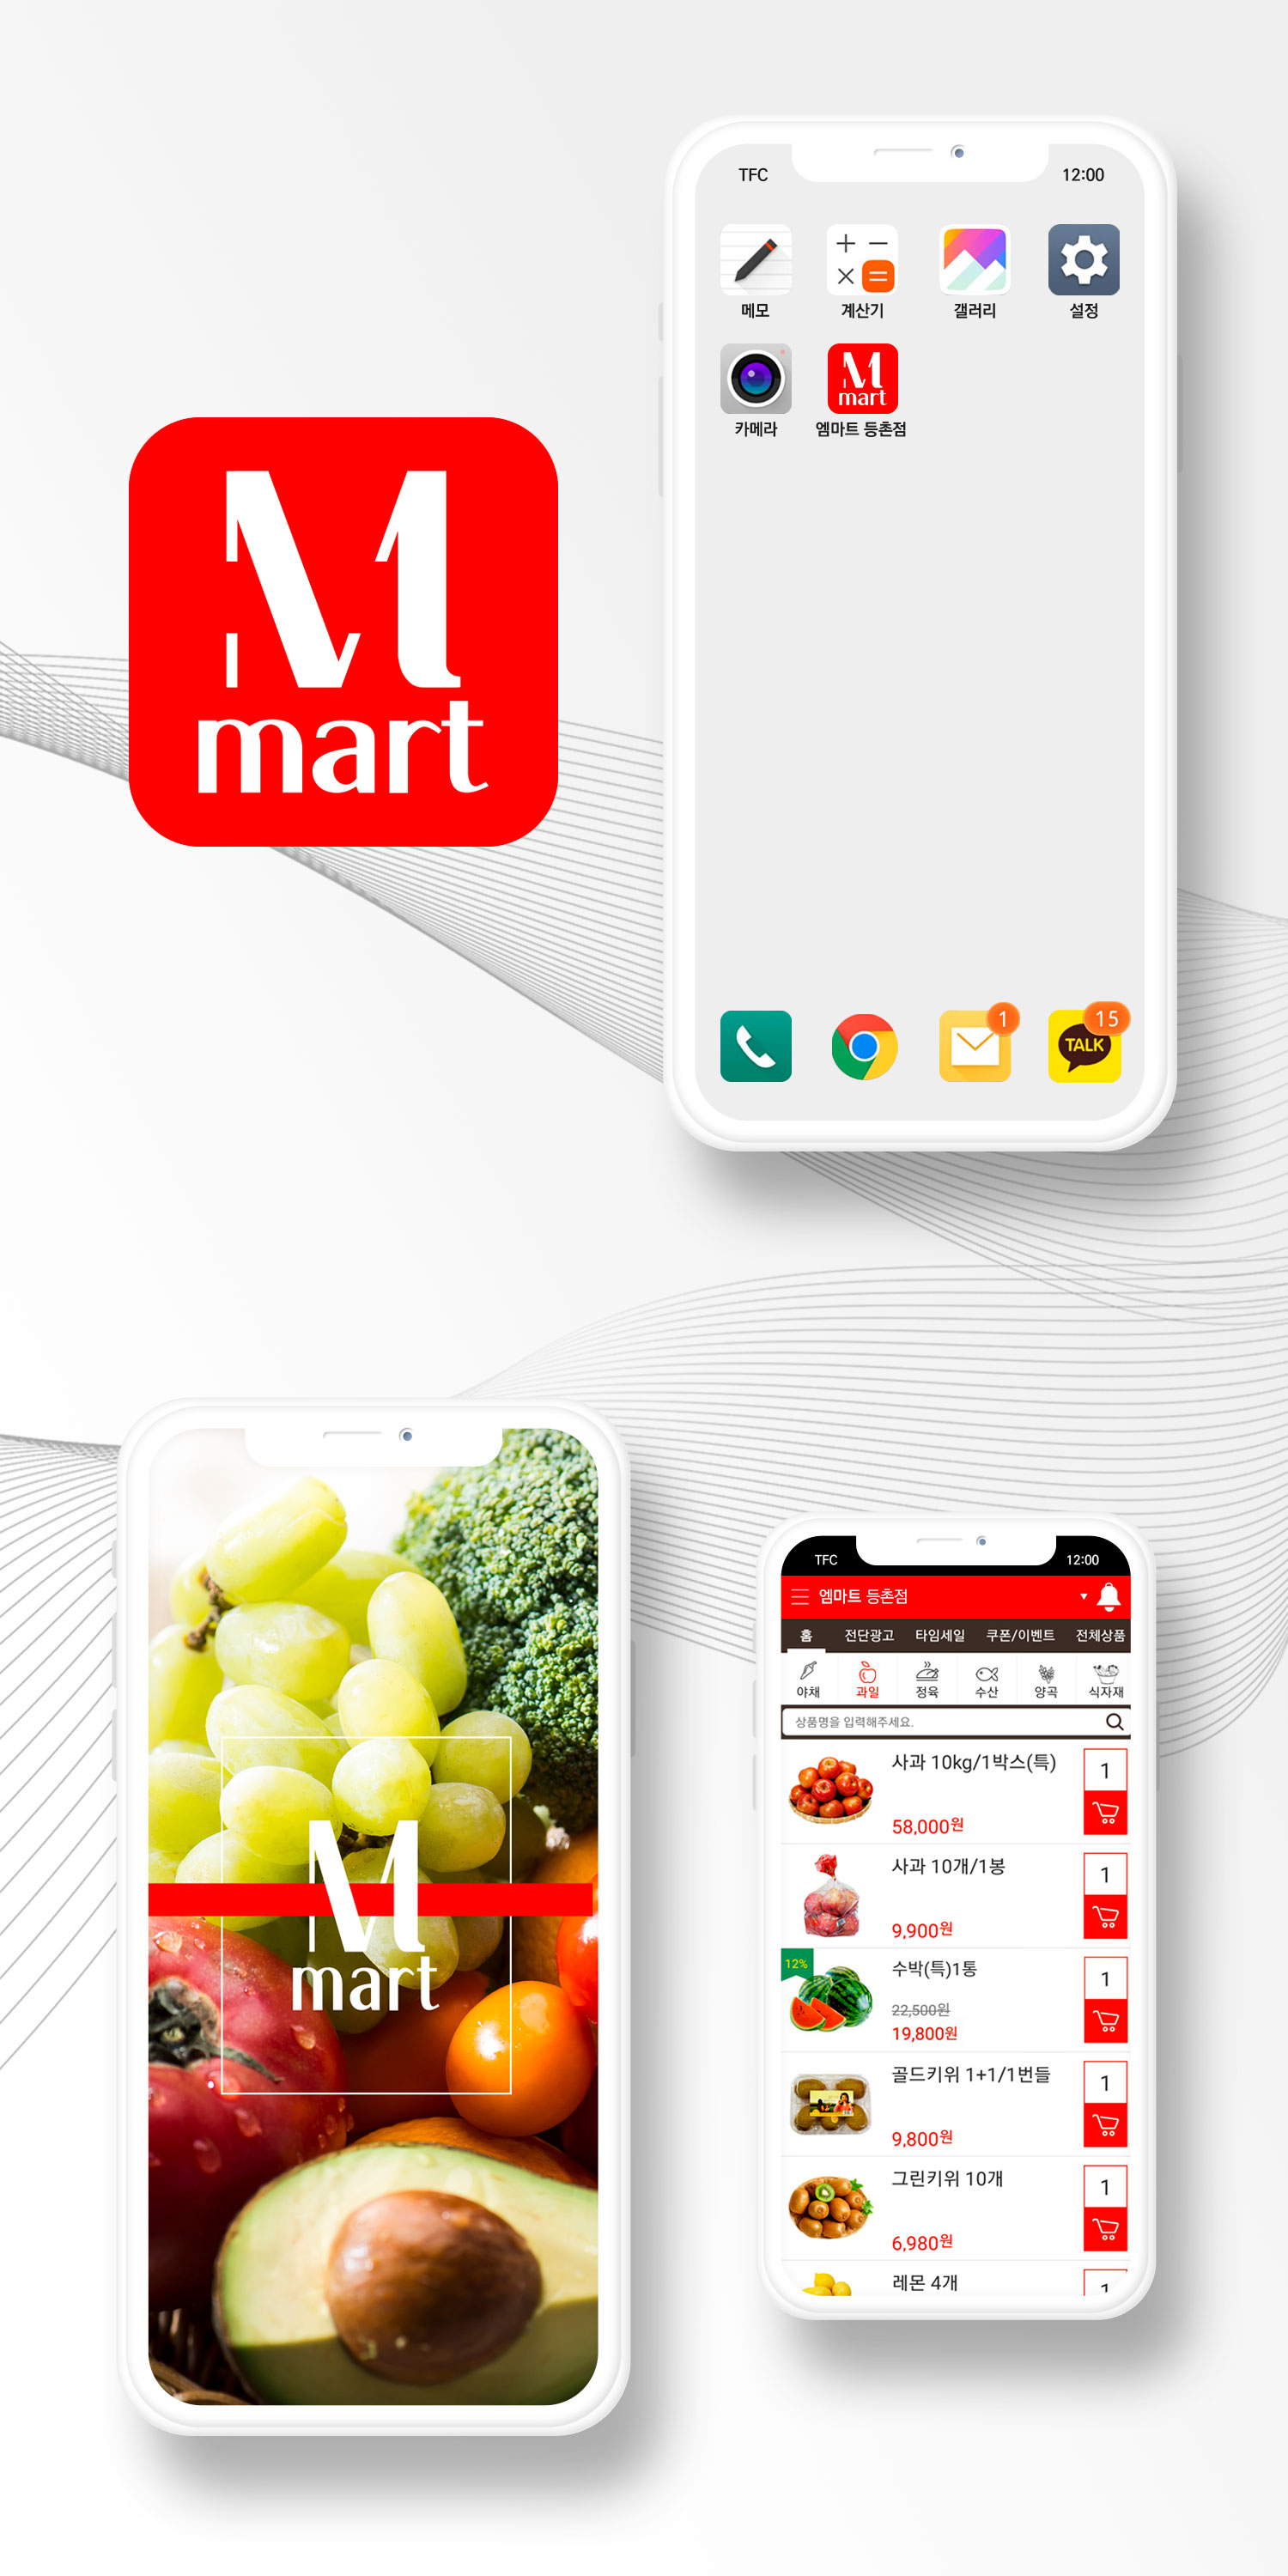 M
mart
TFC
12:00
메모
계산기
갤러리
설정
M
mart
카메라
엠마트 등촌점
1
15
TALK
M
mart
TFC
12:00
엠마트 등촌점
홈
전단광고
타임세일
쿠폰/이벤트
전체상품
야채
과일
정육
수산
양곡
식자재
상품명을 입력해주세요.
사과 10kg/1박스(특)
1
58,000원
사과 10개/1봉
1
9,900원
12%
수박(특)1통
1
22,500원
19,800원
골드키위 1+1/1번들
1
9,800원
그린키위 10개
1
6,980원
레몬 4개
1